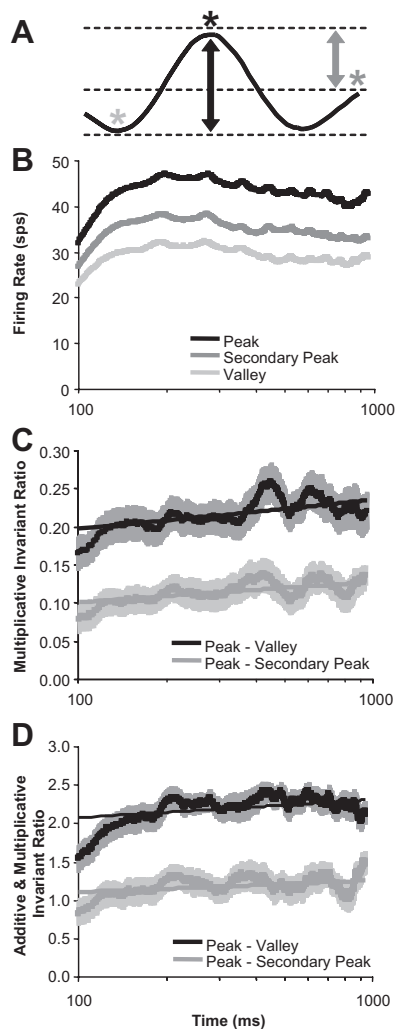 A
*
*
*
B
50
40
30
20
10
0
Firing Rate (sps)
Peak
Secondary Peak
Valley
100
1000
C
0.30
0.25
0.20
0.15
0.10
0.05
0.00
Multiplicative Invariant Ratio
Peak - Valley
Peak - Secondary Peak
100
1000
D
3.0
2.5
2.0
1.5
1.0
0.5
0.0
Additive & Multiplicative
Invariant Ratio
Peak - Valley
Peak - Secondary Peak
100
1000
Time (ms)